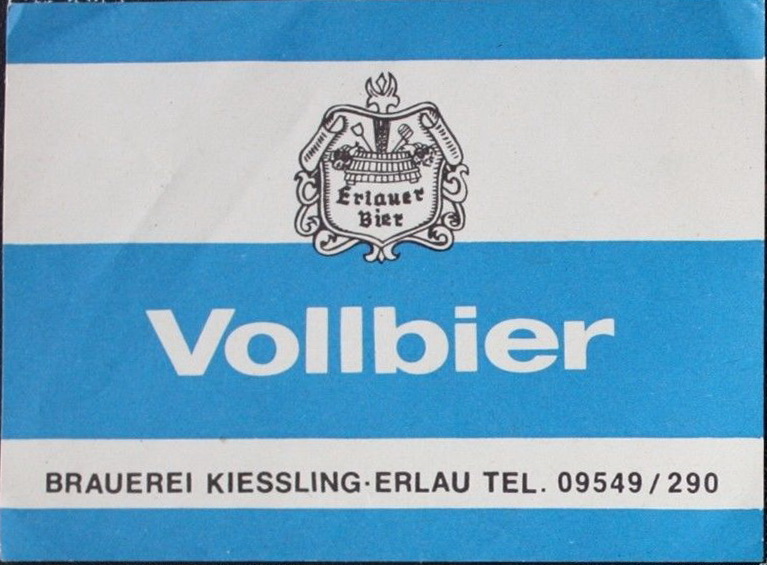 Erlauer
Bier
Vollbier
BRAUEREI KIESSLING·ERLAU TEL. 09549/290